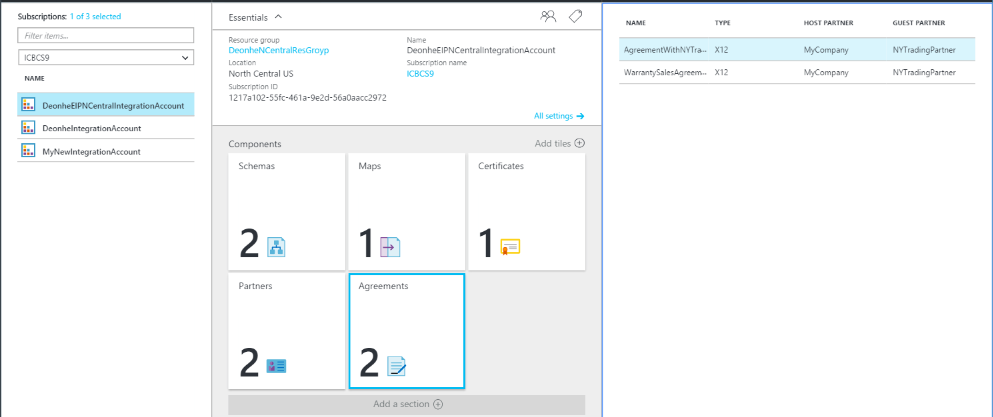 Subscriptions: 1 of 3 selected
Filter items...
ICBCS9
NAME
DeonheEIPNCentralIntegrationAccount
DeonheIntegrationAccount
MyNewIntegrationAccount
Essentials
Resource group
DeonheNCentralResGroyp
Location
North Central US
Subscription ID
1217a102-55fc-461a-9e2d-56a0aacc2972
Name
DeonheEIPNCentralIntegrationAccount
Subscription name
ICBCS9
All settings
Components
Add tiles
Schemas
2
Maps
1
Certificates
1
Partners
2
Agreements
2
Add a section
NAME TYPE HOST PARTNER GUEST PARTNER
AgreementWithNYTra... X12 MyCompany NYTradingPartner
WarrantySalesAgreem... X12 MyCompany NYTradingPartner